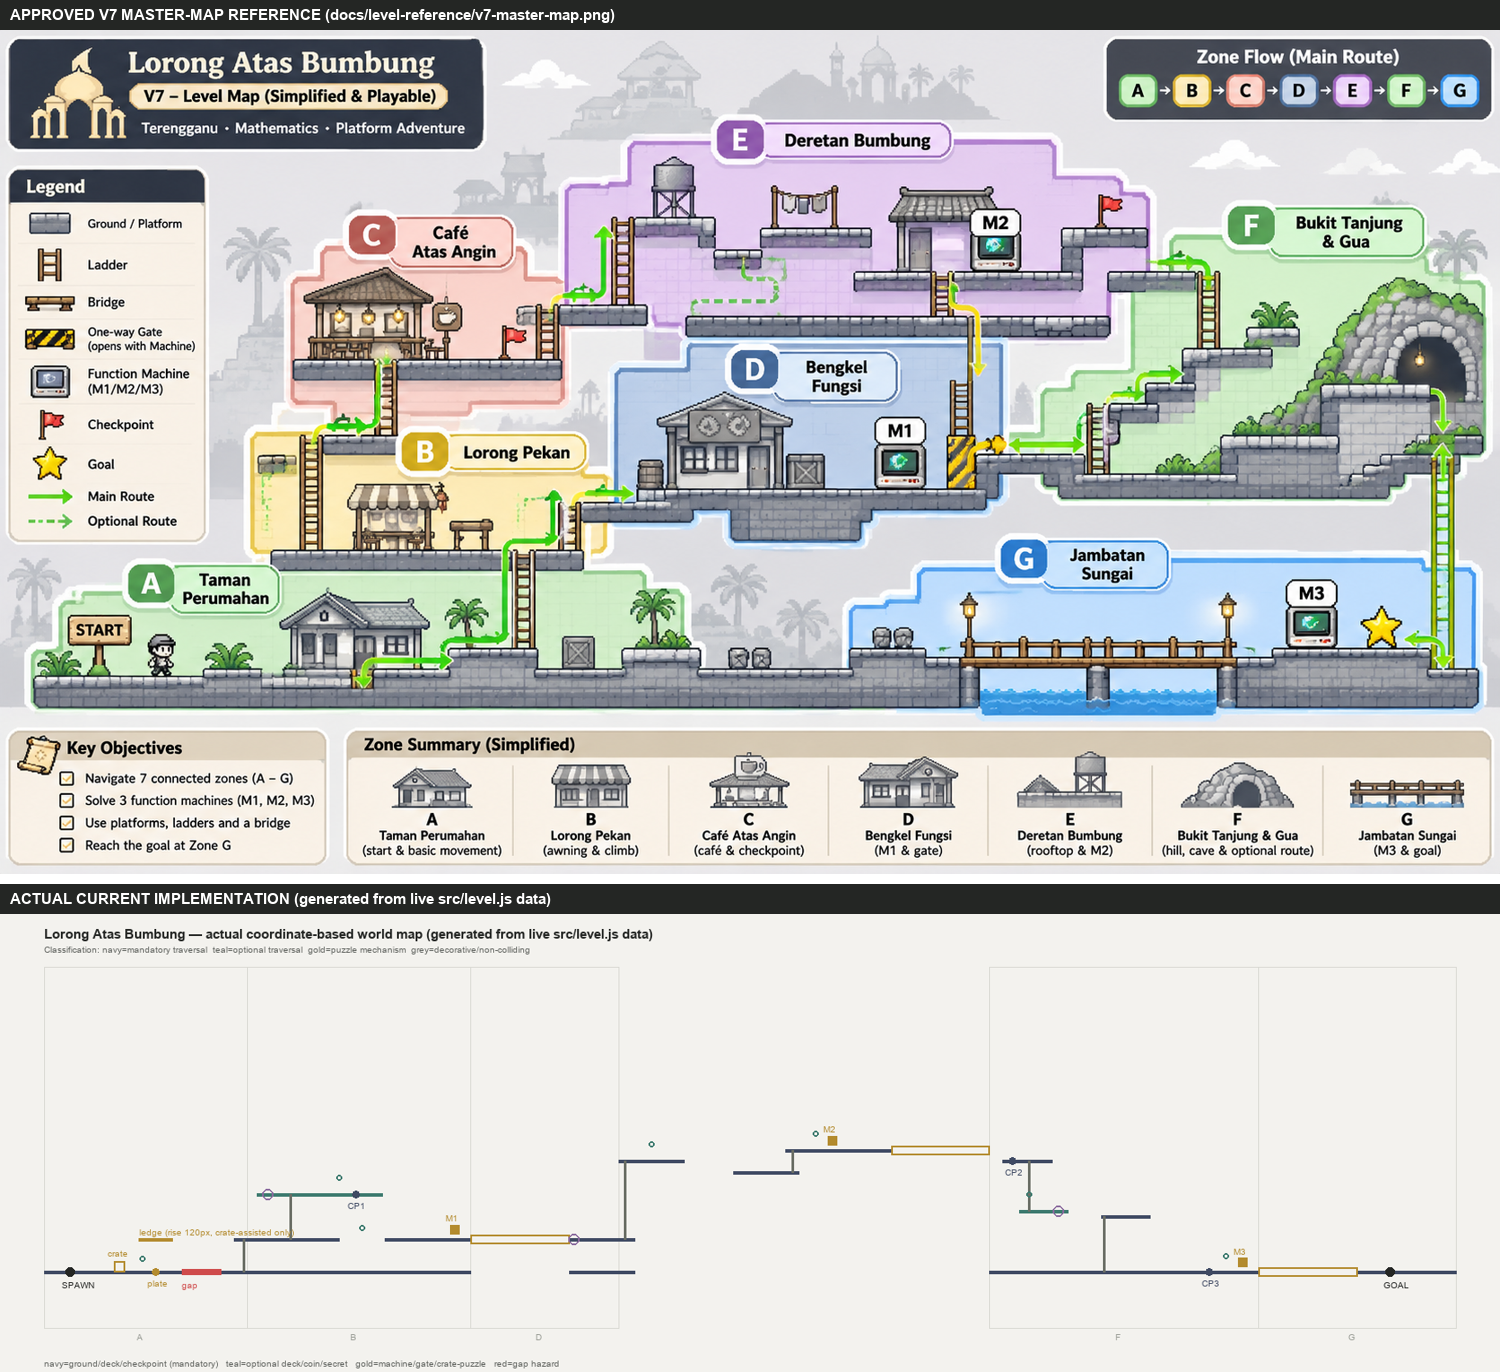 APPROVED V7 MASTER-MAP REFERENCE (docs/level-reference/v7-master-map.png)
Lorong Atas Bumbung
V7 – Level Map (Simplified & Playable)
Terengganu • Mathematics • Platform Adventure
Zone Flow (Main Route)
A B C D E F G
Legend
Ground / Platform
Ladder
Bridge
One-way Gate
(opens with Machine)
Function Machine
(M1/M2/M3)
Checkpoint
Goal
Main Route
Optional Route
E Deretan Bumbung
M2
C Café
Atas Angin
F Bukit Tanjung
& Gua
D Bengkel
Fungsi
M1
B Lorong Pekan
A Taman
Perumahan
START
G Jambatan
Sungai
M3
Key Objectives
Navigate 7 connected zones (A – G)
Solve 3 function machines (M1, M2, M3)
Use platforms, ladders and a bridge
Reach the goal at Zone G
Zone Summary (Simplified)
A
Taman Perumahan
(start & basic movement)
B
Lorong Pekan
(awning & climb)
C
Café Atas Angin
(café & checkpoint)
D
Bengkel Fungsi
(M1 & gate)
E
Deretan Bumbung
(rooftop & M2)
F
Bukit Tanjung & Gua
(hill, cave & optional route)
G
Jambatan Sungai
(M3 & goal)
ACTUAL CURRENT IMPLEMENTATION (generated from live src/level.js data)
Lorong Atas Bumbung — actual coordinate-based world map (generated from live src/level.js data)
Classification: navy=mandatory traversal teal=optional traversal gold=puzzle mechanism grey=decorative/non-colliding
M2
CP2
CP1
M1
ledge (rise 120px, crate-assisted only)
crate
M3
SPAWN
plate
gap
CP3
GOAL
A
B
D
F
G
navy=ground/deck/checkpoint (mandatory) teal=optional deck/coin/secret gold=machine/gate/crate-puzzle red=gap hazard